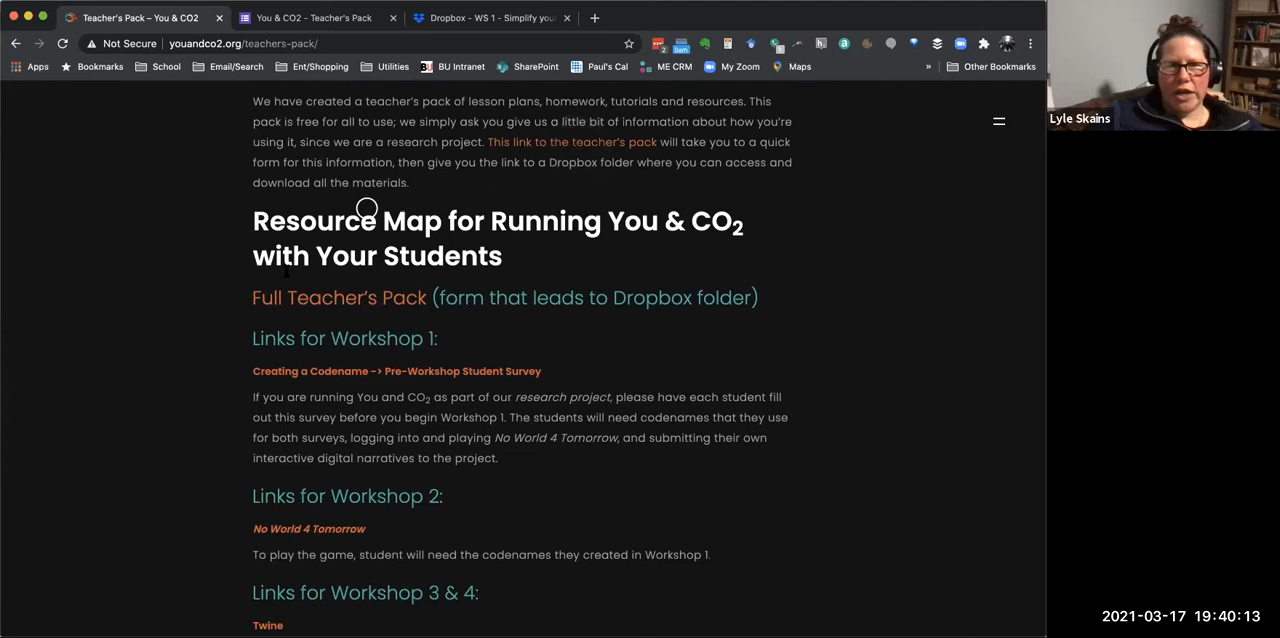 Teacher's Pack – You & CO2
You & CO2 - Teacher's Pack
Dropbox - WS 1 - Simplify your
Not Secure | youandco2.org/teachers-pack/
2
9am
1
Apps
Bookmarks
School
Email/Search
Ent/Shopping
Utilities
BU Intranet
SharePoint
Paul's Cal
ME CRM
My Zoom
Maps
»
Other Bookmarks
Lyle Skains
We have created a teacher's pack of lesson plans, homework, tutorials and resources. This
pack is free for all to use; we simply ask you give us a little bit of information about how you're
using it, since we are a research project. This link to the teacher's pack will take you to a quick
form for this information, then give you the link to a Dropbox folder where you can access and
download all the materials.
Resource Map for Running You & CO₂
with Your Students
Full Teacher's Pack (form that leads to Dropbox folder)
Links for Workshop 1:
Creating a Codename -> Pre-Workshop Student Survey
If you are running You and CO₂ as part of our research project, please have each student fill
out this survey before you begin Workshop 1. The students will need codenames that they use
for both surveys, logging into and playing No World 4 Tomorrow, and submitting their own
interactive digital narratives to the project.
Links for Workshop 2:
No World 4 Tomorrow
To play the game, student will need the codenames they created in Workshop 1.
Links for Workshop 3 & 4:
Twine
2021-03-17 19:40:13